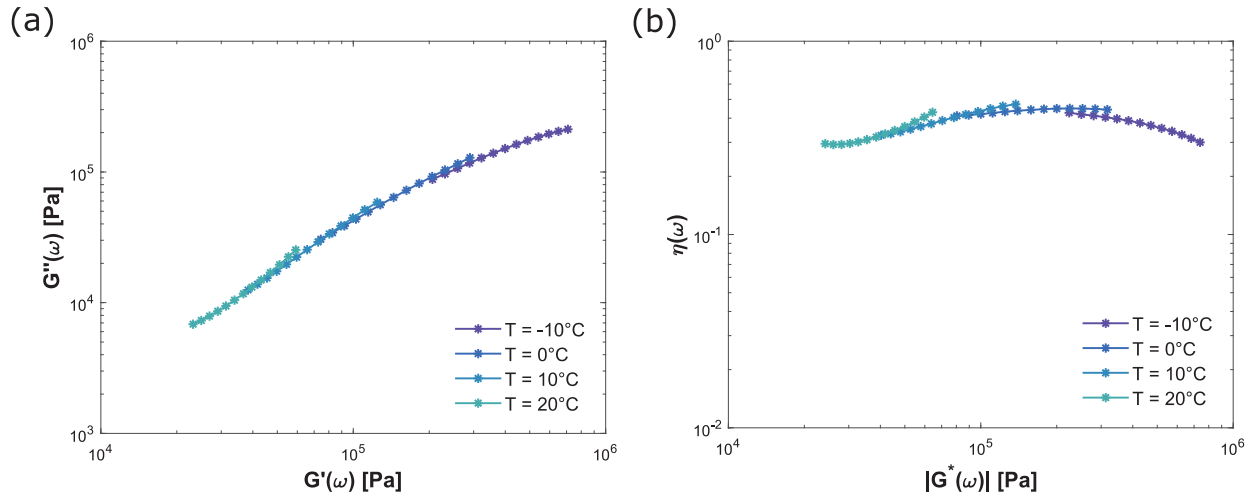 (a)
10^6
10^5
10^4
10^3
G''(ω) [Pa]
T = -10°C
T = 0°C
T = 10°C
T = 20°C
10^4
10^5
10^6
G'(ω) [Pa]
(b)
10^0
10^-1
10^-2
η(ω)
T = -10°C
T = 0°C
T = 10°C
T = 20°C
10^4
10^5
10^6
|G^*(ω)| [Pa]